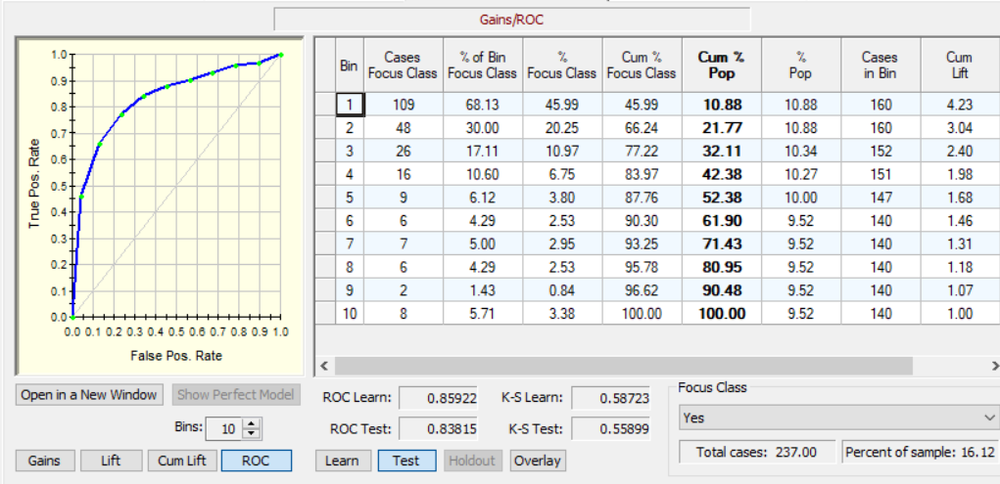 Gains/ROC
1.0
0.9
0.8
0.7
0.6
0.5
0.4
0.3
0.2
0.1
0.0
True Pos. Rate
0.0 0.1 0.2 0.3 0.4 0.5 0.6 0.7 0.8 0.9 1.0
False Pos. Rate
Bin Cases Focus Class % of Bin Focus Class % Focus Class Cum % Focus Class Cum % Pop % Pop Cases in Bin Cum Lift
1 109 68.13 45.99 45.99 10.88 10.88 160 4.23
2 48 30.00 20.25 66.24 21.77 10.88 160 3.04
3 26 17.11 10.97 77.22 32.11 10.34 152 2.40
4 16 10.60 6.75 83.97 42.38 10.27 151 1.98
5 9 6.12 3.80 87.76 52.38 10.00 147 1.68
6 6 4.29 2.53 90.30 61.90 9.52 140 1.46
7 7 5.00 2.95 93.25 71.43 9.52 140 1.31
8 6 4.29 2.53 95.78 80.95 9.52 140 1.18
9 2 1.43 0.84 96.62 90.48 9.52 140 1.07
10 8 5.71 3.38 100.00 100.00 9.52 140 1.00
Open in a New Window Show Perfect Model
Bins: 10
Gains Lift Cum Lift ROC
ROC Learn: 0.85922 K-S Learn: 0.58723
ROC Test: 0.83815 K-S Test: 0.55899
Learn Test Holdout Overlay
Focus Class
Yes
Total cases: 237.00 Percent of sample: 16.12